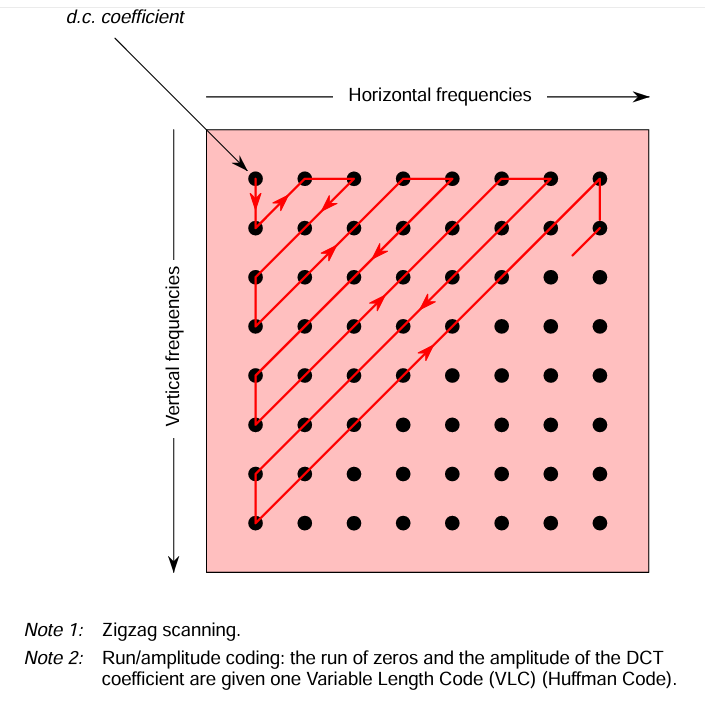 d.c. coefficient
Horizontal frequencies
Vertical frequencies
Note 1: Zigzag scanning.
Note 2: Run/amplitude coding: the run of zeros and the amplitude of the DCT
coefficient are given one Variable Length Code (VLC) (Huffman Code).